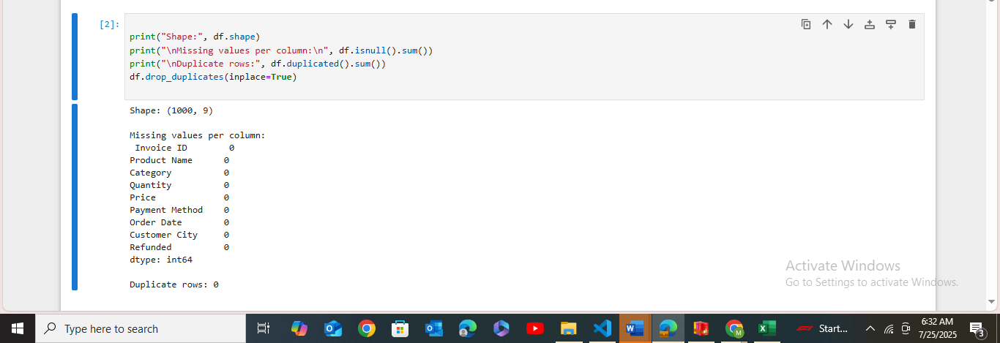 [2]:
print("Shape:", df.shape)
print("\nMissing values per column:\n", df.isnull().sum())
print("\nDuplicate rows:", df.duplicated().sum())
df.drop_duplicates(inplace=True)
Shape: (1000, 9)
Missing values per column:
Invoice ID 0
Product Name 0
Category 0
Quantity 0
Price 0
Payment Method 0
Order Date 0
Customer City 0
Refunded 0
dtype: int64
Duplicate rows: 0
Activate Windows
Go to Settings to activate Windows.
Type here to search
Start...
6:32 AM
7/25/2025
3